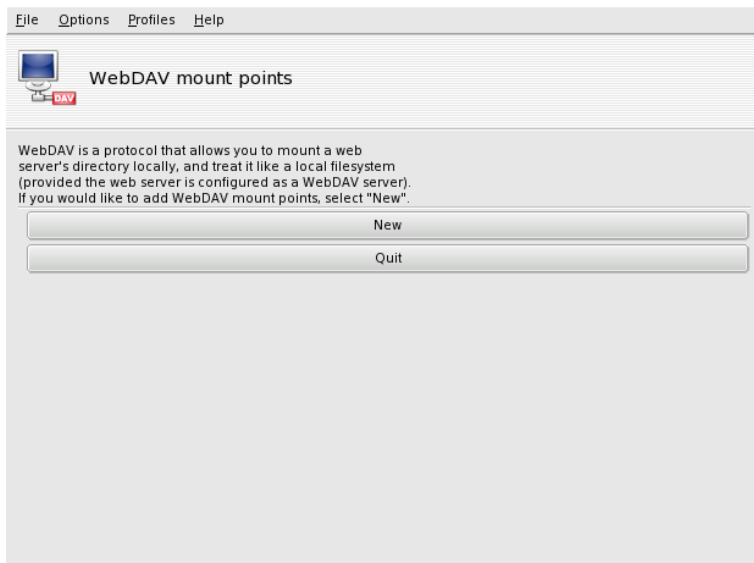 File Options Profiles Help
WebDAV mount points
DAV
WebDAV is a protocol that allows you to mount a web
server's directory locally, and treat it like a local filesystem
(provided the web server is configured as a WebDAV server).
If you would like to add WebDAV mount points, select "New".
New
Quit